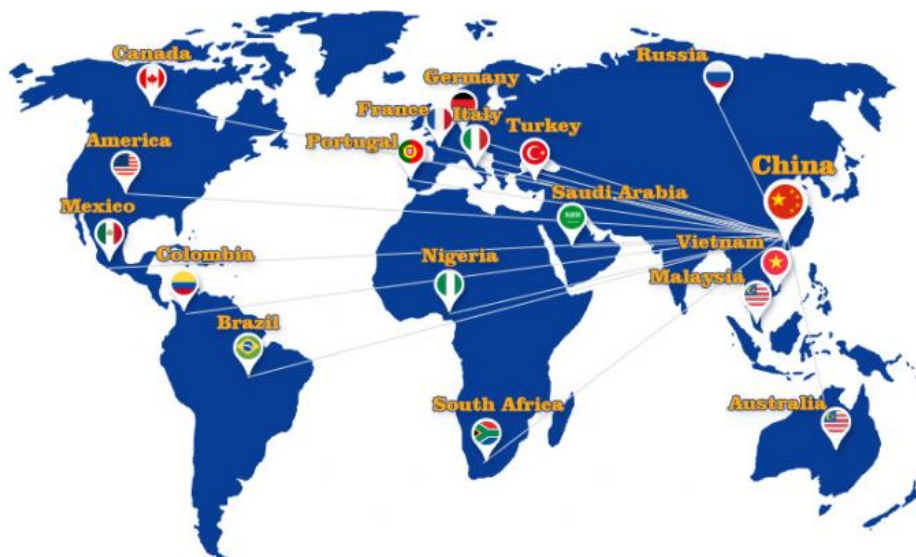 Canada
Germany
Russia
France
Italy
Turkey
America
Portugal
China
Saudi Arabia
Mexico
Vietnam
Colombia
Nigeria
Malaysia
Brazil
South Africa
Australia